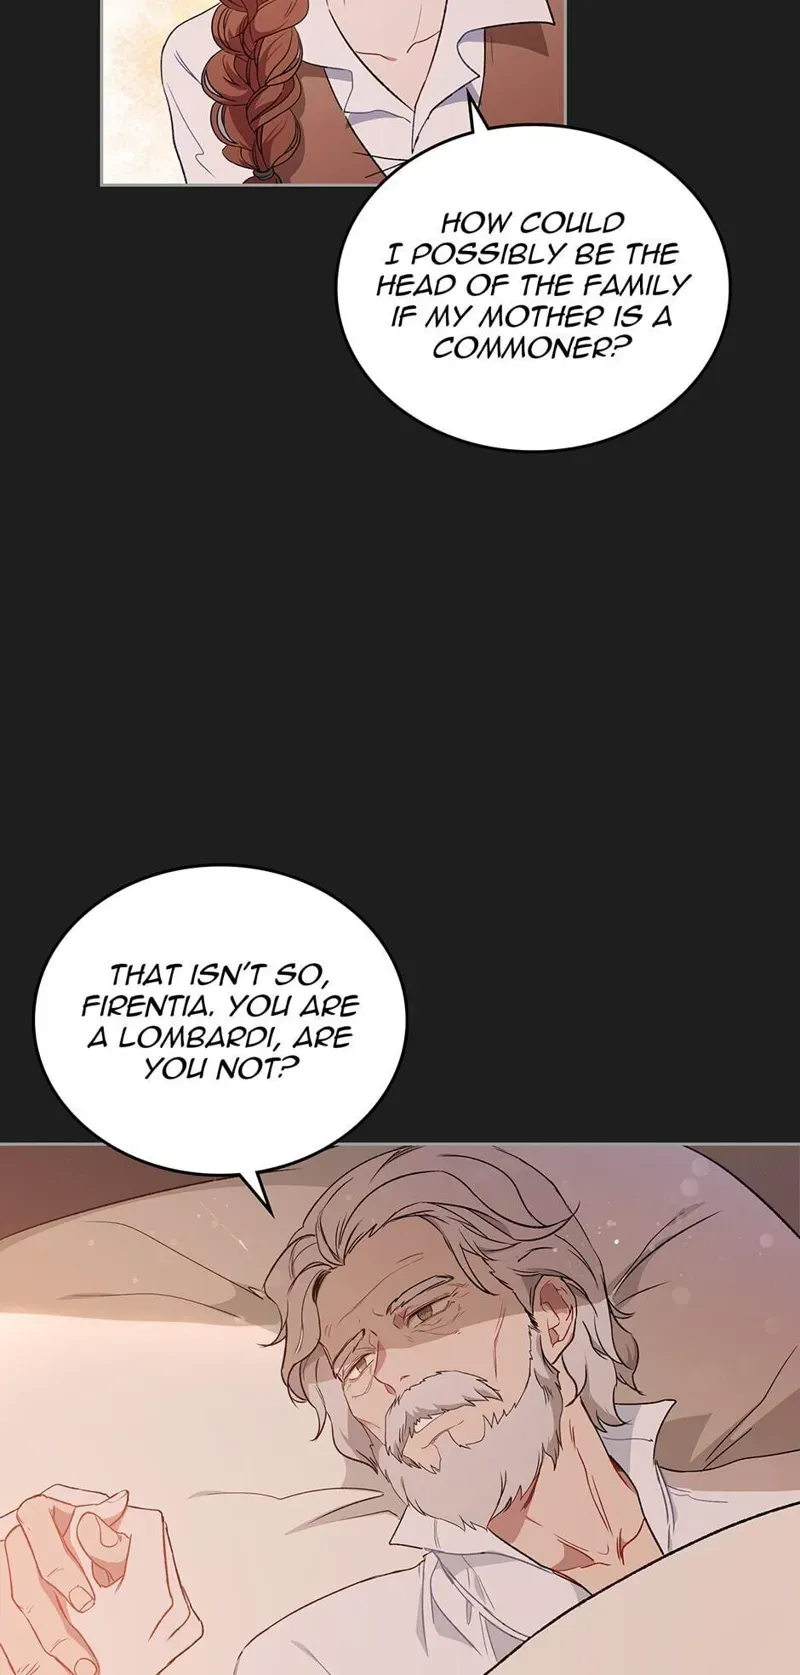 HOW COULD
I POSSIBLY BE THE
HEAD OF THE FAMILY
IF MY MOTHER IS A
COMMONER?
THAT ISN'T SO,
FIRENTIA. YOU ARE
A LOMBARDI, ARE
YOU NOT?